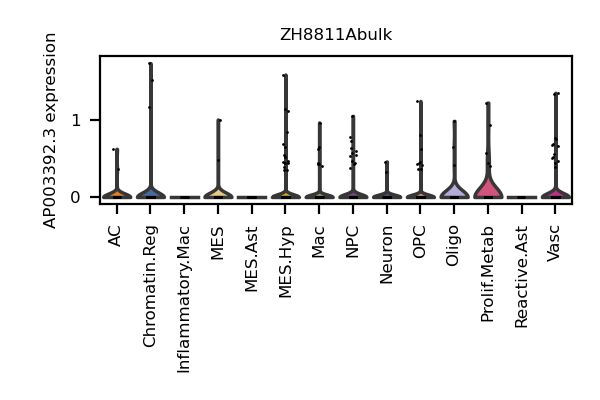 ZH8811Abulk
AP003392.3 expression
1
0
AC
Chromatin.Reg
Inflammatory.Mac
MES
MES.Ast
MES.Hyp
Mac
NPC
Neuron
OPC
Oligo
Prolif.Metab
Reactive.Ast
Vasc